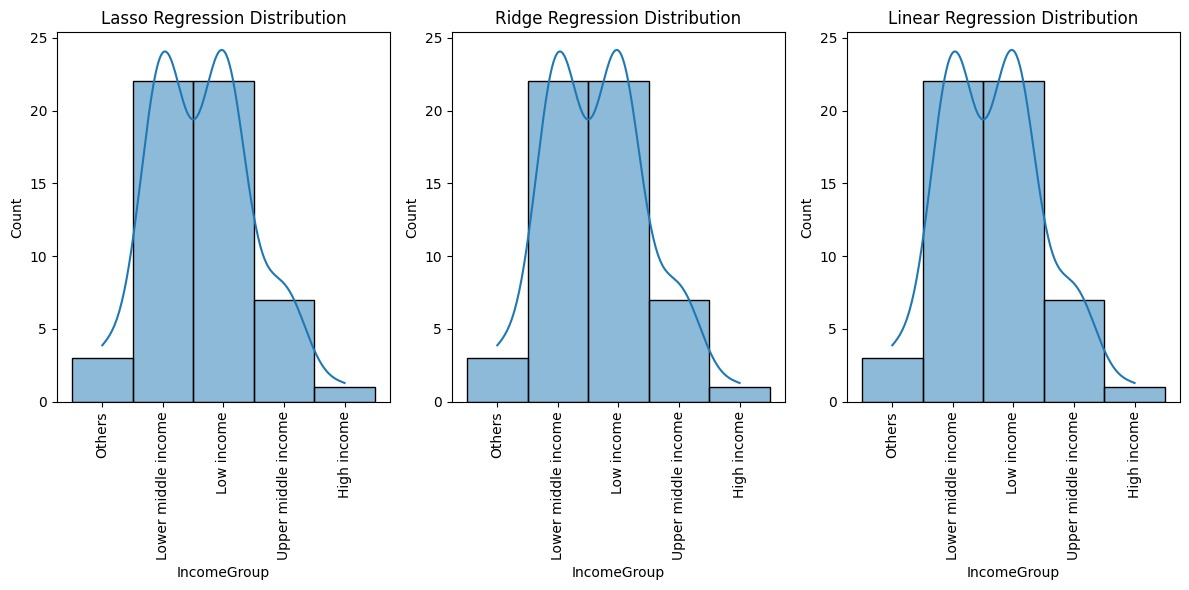 Lasso Regression Distribution
Count
25
20
15
10
5
0
Others
Lower middle income
Low income
Upper middle income
High income
IncomeGroup
Ridge Regression Distribution
Count
25
20
15
10
5
0
Others
Lower middle income
Low income
Upper middle income
High income
IncomeGroup
Linear Regression Distribution
Count
25
20
15
10
5
0
Others
Lower middle income
Low income
Upper middle income
High income
IncomeGroup